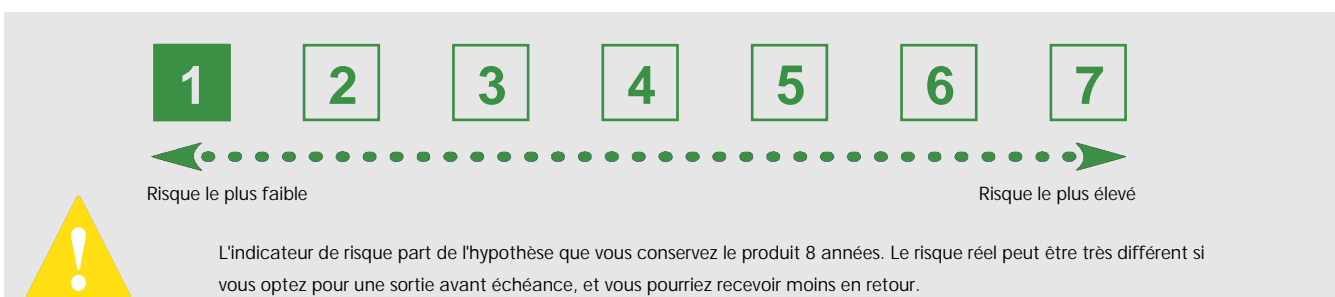 1 2 3 4 5 6 7
Risque le plus faible Risque le plus élevé
L'indicateur de risque part de l'hypothèse que vous conservez le produit 8 années. Le risque réel peut être très différent si
vous optez pour une sortie avant échéance, et vous pourriez recevoir moins en retour.